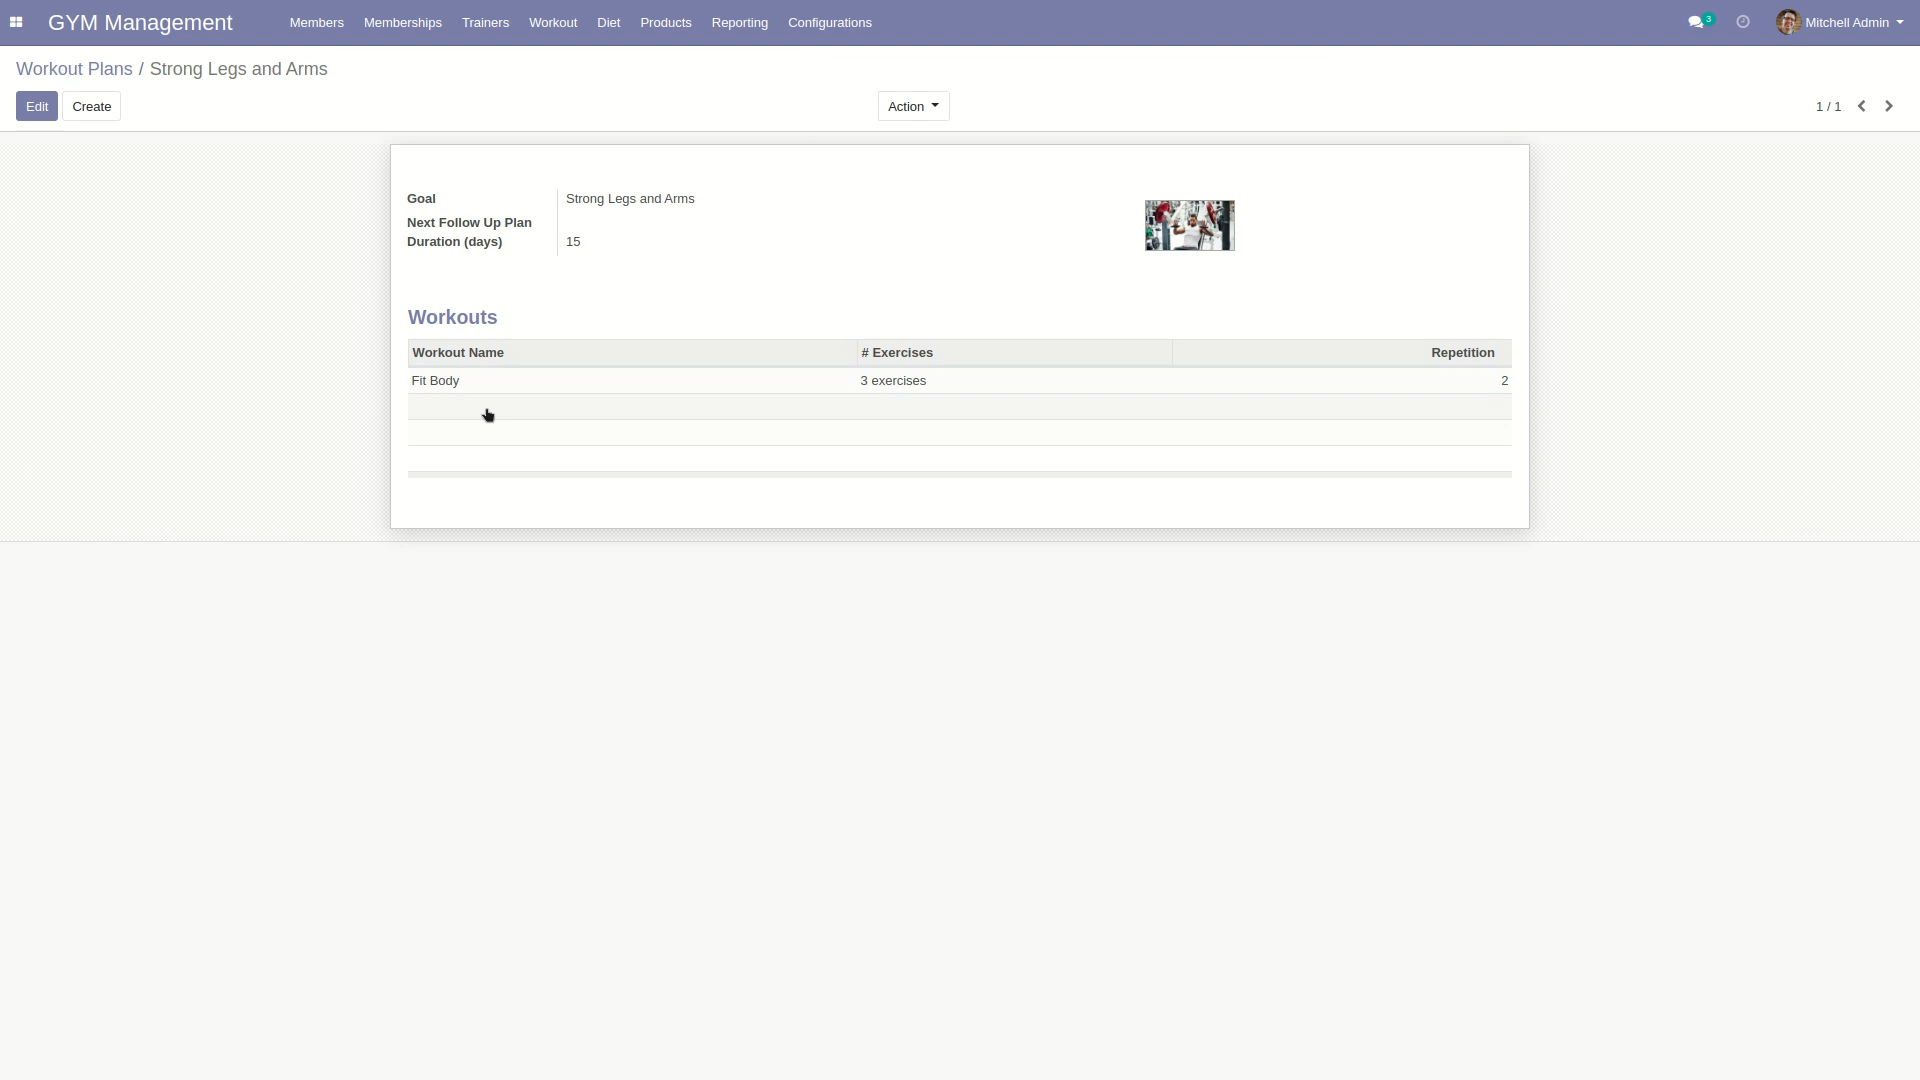 GYM Management Members Memberships Trainers Workout Diet Products Reporting Configurations 3 Mitchell Admin
Workout Plans / Strong Legs and Arms
Edit Create Action 1 / 1
Goal Strong Legs and Arms
Next Follow Up Plan
Duration (days) 15
Workouts
Workout Name # Exercises Repetition
Fit Body 3 exercises 2